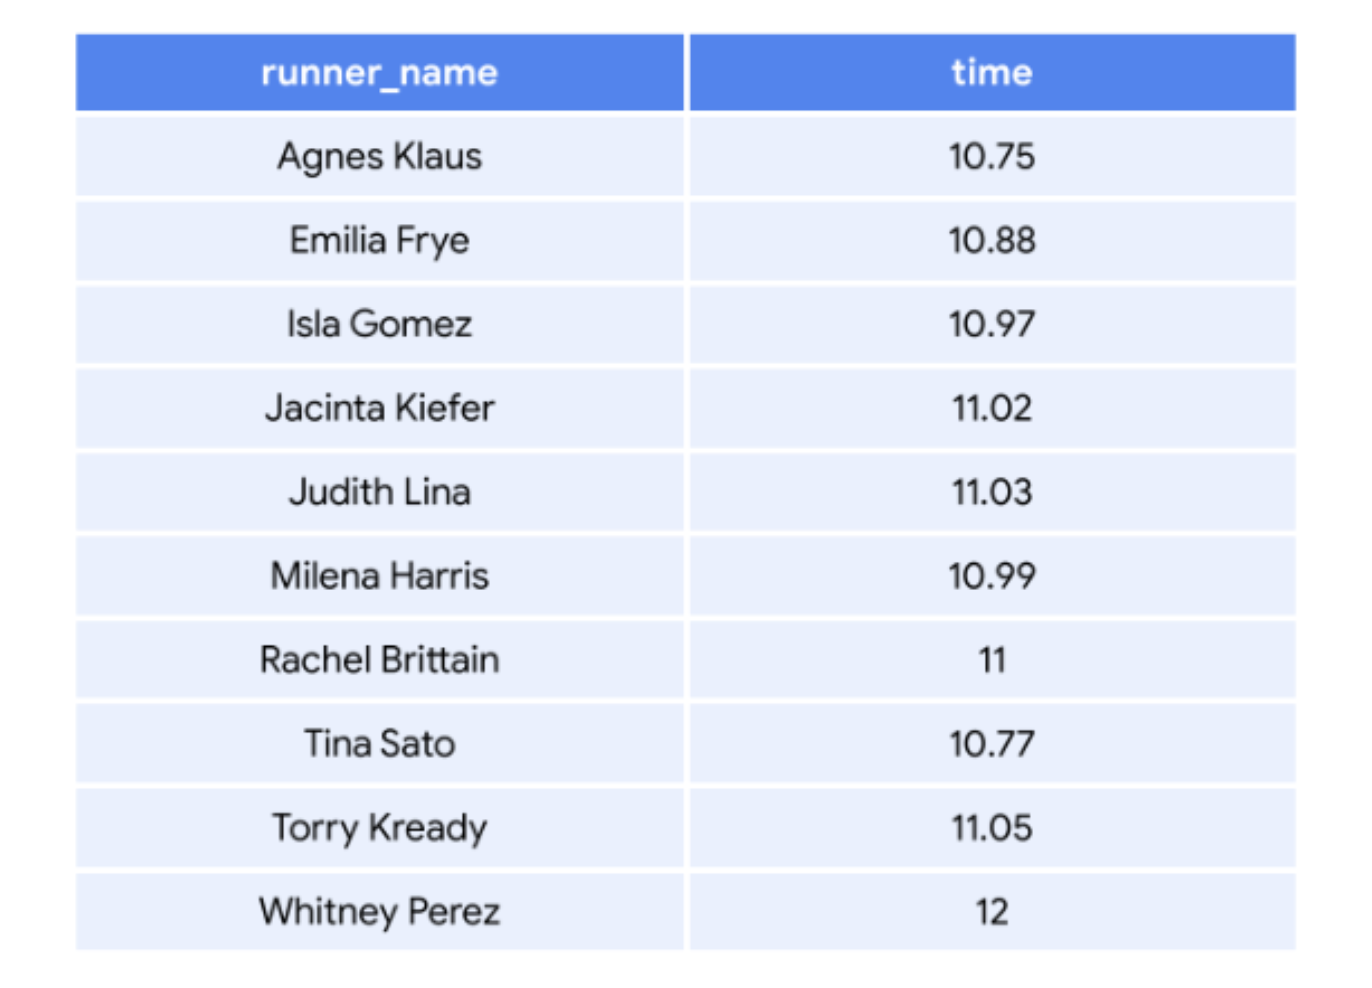 runner_name time
Agnes Klaus 10.75
Emilia Frye 10.88
Isla Gomez 10.97
Jacinta Kiefer 11.02
Judith Lina 11.03
Milena Harris 10.99
Rachel Brittain 11
Tina Sato 10.77
Torry Kready 11.05
Whitney Perez 12